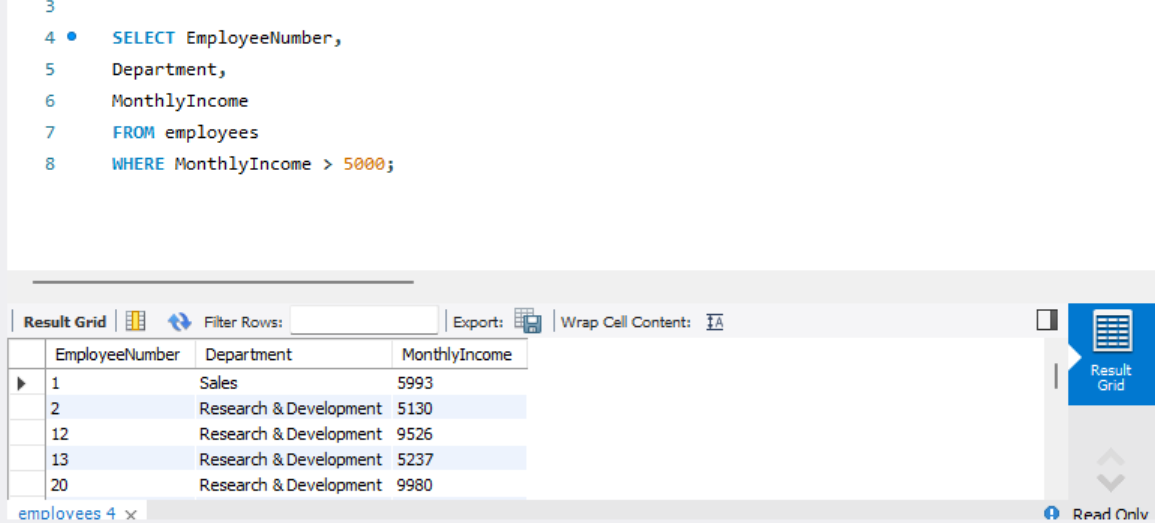 3
4 SELECT EmployeeNumber,
5 Department,
6 MonthlyIncome
7 FROM employees
8 WHERE MonthlyIncome > 5000;
Result Grid Filter Rows: Export: Wrap Cell Content: IA
EmployeeNumber Department MonthlyIncome
1 Sales 5993
2 Research & Development 5130
12 Research & Development 9526
13 Research & Development 5237
20 Research & Development 9980
Result
Grid
employees 4
Read Only